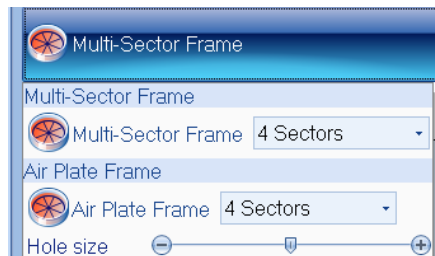 Multi-Sector Frame
Multi-Sector Frame
Multi-Sector Frame 4 Sectors
Air Plate Frame
Air Plate Frame 4 Sectors
Hole size